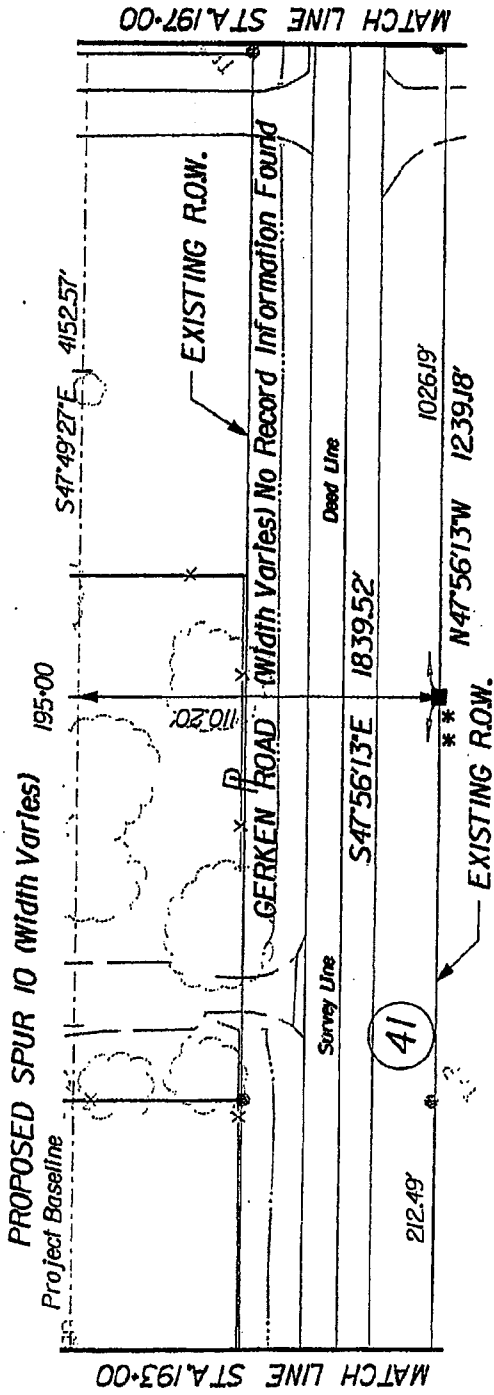 PROPOSED SPUR 10 (Width Varies)
Project Baseline
195+00
S47°49'27"E 4152.57'
MATCH LINE STA.193+00
MATCH LINE STA.197+00
110.20'
EXISTING R.O.W.
GERKEN ROAD (Width Varies) No Record Information Found
Survey Line
Deed Line
S47°56'13"E 1839.52'
41
212.49'
1026.19'
N47°56'13"W 1239.18'
**
EXISTING R.O.W.